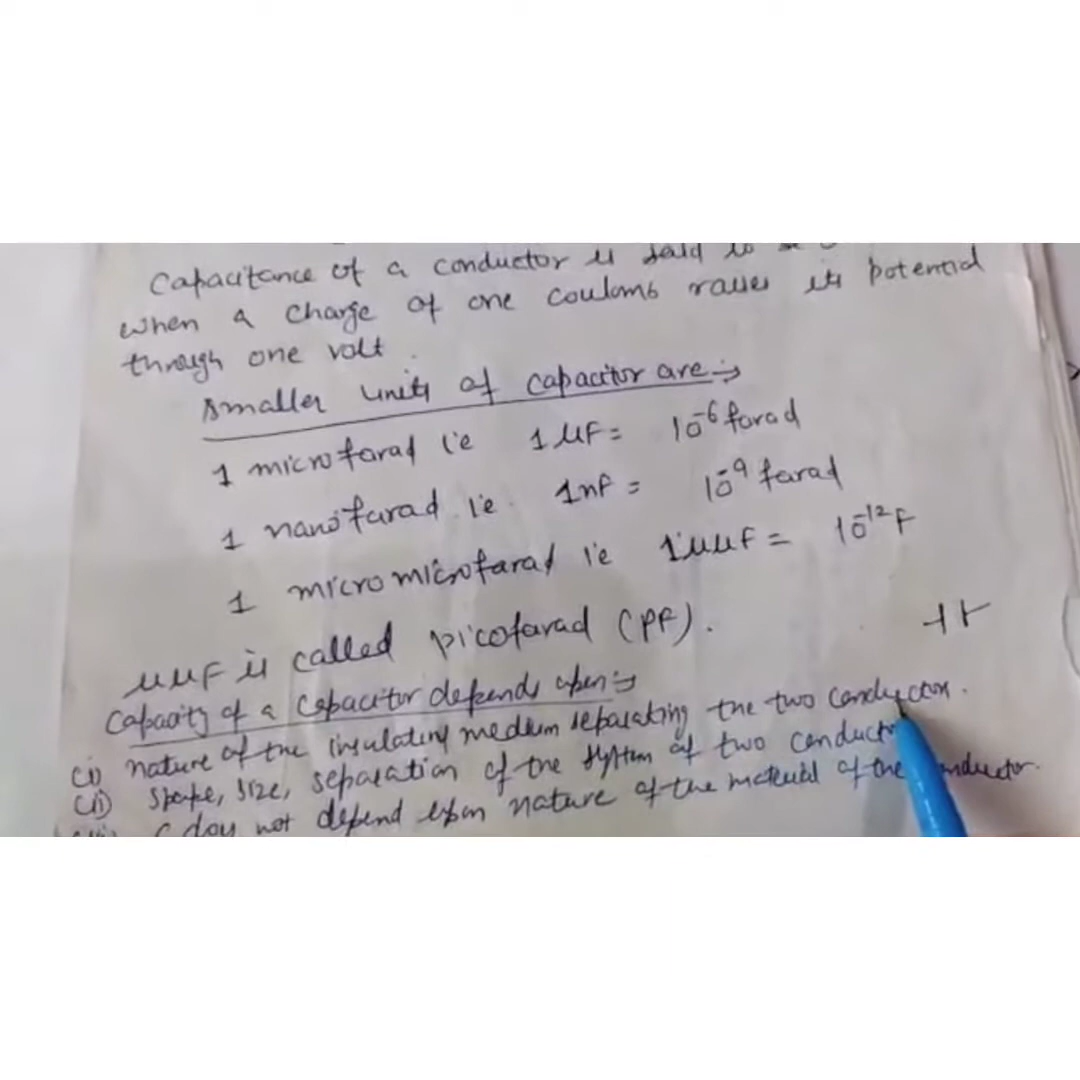 Capacitance of a conductor is said to
when a charge of one coulomb raises its potential
through one volt.
smaller units of capacitor are :→
1 microfarad i.e 1 μF = 10⁻⁶ farad
1 nanofarad i.e. 1nF = 10⁻⁹ farad
1 micromicrofarad i.e 1μμF = 10⁻¹² F
μμF is called picofarad (PF).
Capacity of a capacitor depends upon :→
(i) nature of the insulating medium separating the two conductor.
(ii) shape, size, separation of the system of two conducto
C does not depend upon nature of the material of the conductor.